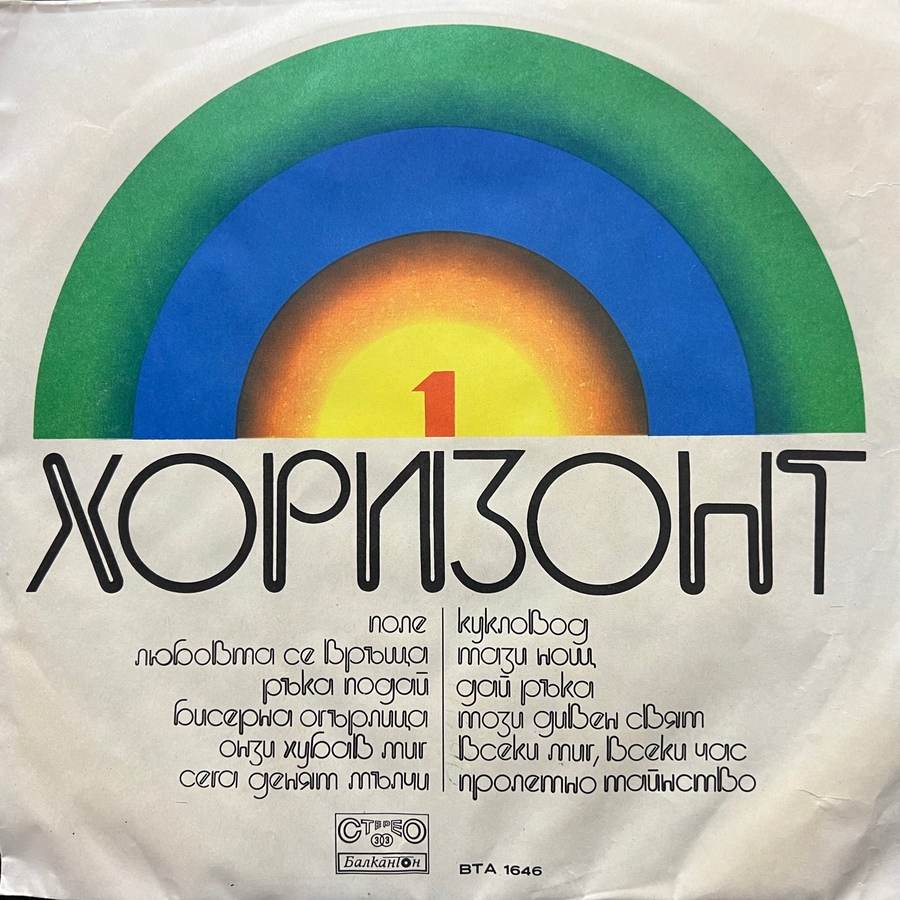 1
ХОРИЗОНТ
поле
любовта се връща
ръка подай
бисерна огърлица
онзи хубав миг
сега денят мълчи
кукловод
тази нощ
дай ръка
този дивен свят
всеки миг, всеки час
пролетно тайнство
СТЕРЕО
33
Балкантон
ВТА 1646